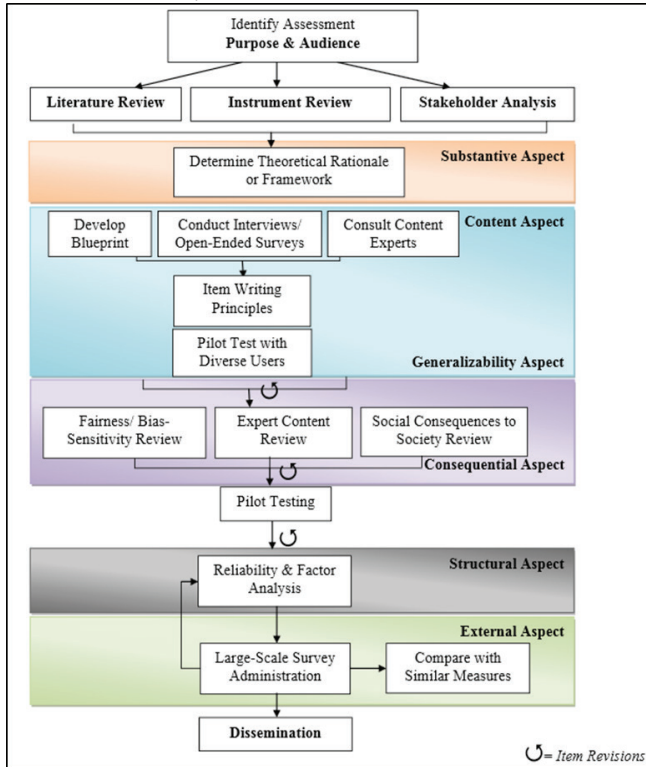 Identify Assessment
Purpose & Audience
Literature Review
Instrument Review
Stakeholder Analysis
Substantive Aspect
Determine Theoretical Rationale
or Framework
Content Aspect
Develop
Blueprint
Conduct Interviews/
Open-Ended Surveys
Consult Content
Experts
Item Writing
Principles
Pilot Test with
Diverse Users
Generalizability Aspect
Fairness/ Bias-
Sensitivity Review
Expert Content
Review
Social Consequences to
Society Review
Consequential Aspect
Pilot Testing
Structural Aspect
Reliability & Factor
Analysis
External Aspect
Large-Scale Survey
Administration
Compare with
Similar Measures
Dissemination
= Item Revisions